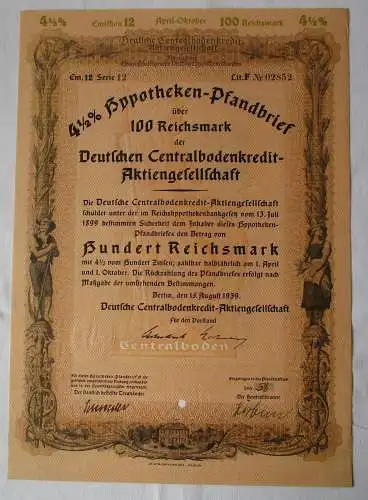 4½% Emission 12 April-Oktober 100 Reichsmark 4½%
Deutsche Centralbodenkredit-
Aktiengesellschaft
Em. 12 Serie 12 Lit. F № 02852
4½% Hypotheken-Pfandbrief
über
100 Reichsmark
der
Deutschen Centralbodenkredit-
Aktiengesellschaft
Die Deutsche Centralbodenkredit-Aktiengesellschaft
schuldet unter der im Reichshypothekenbankgesetz vom 13. Juli
1899 bestimmten Sicherheit dem Inhaber dieses Hypotheken-
Pfandbriefes den Betrag von
Hundert Reichsmark
mit 4½ vom Hundert Zinsen, zahlbar halbjährlich am 1. April
und 1. Oktober. Die Rückzahlung des Pfandbriefes erfolgt nach
Maßgabe der umstehenden Bestimmungen.
Berlin, den 15. August 1939.
Deutsche Centralbodenkredit-Aktiengesellschaft
Für den Vorstand
Centralboden